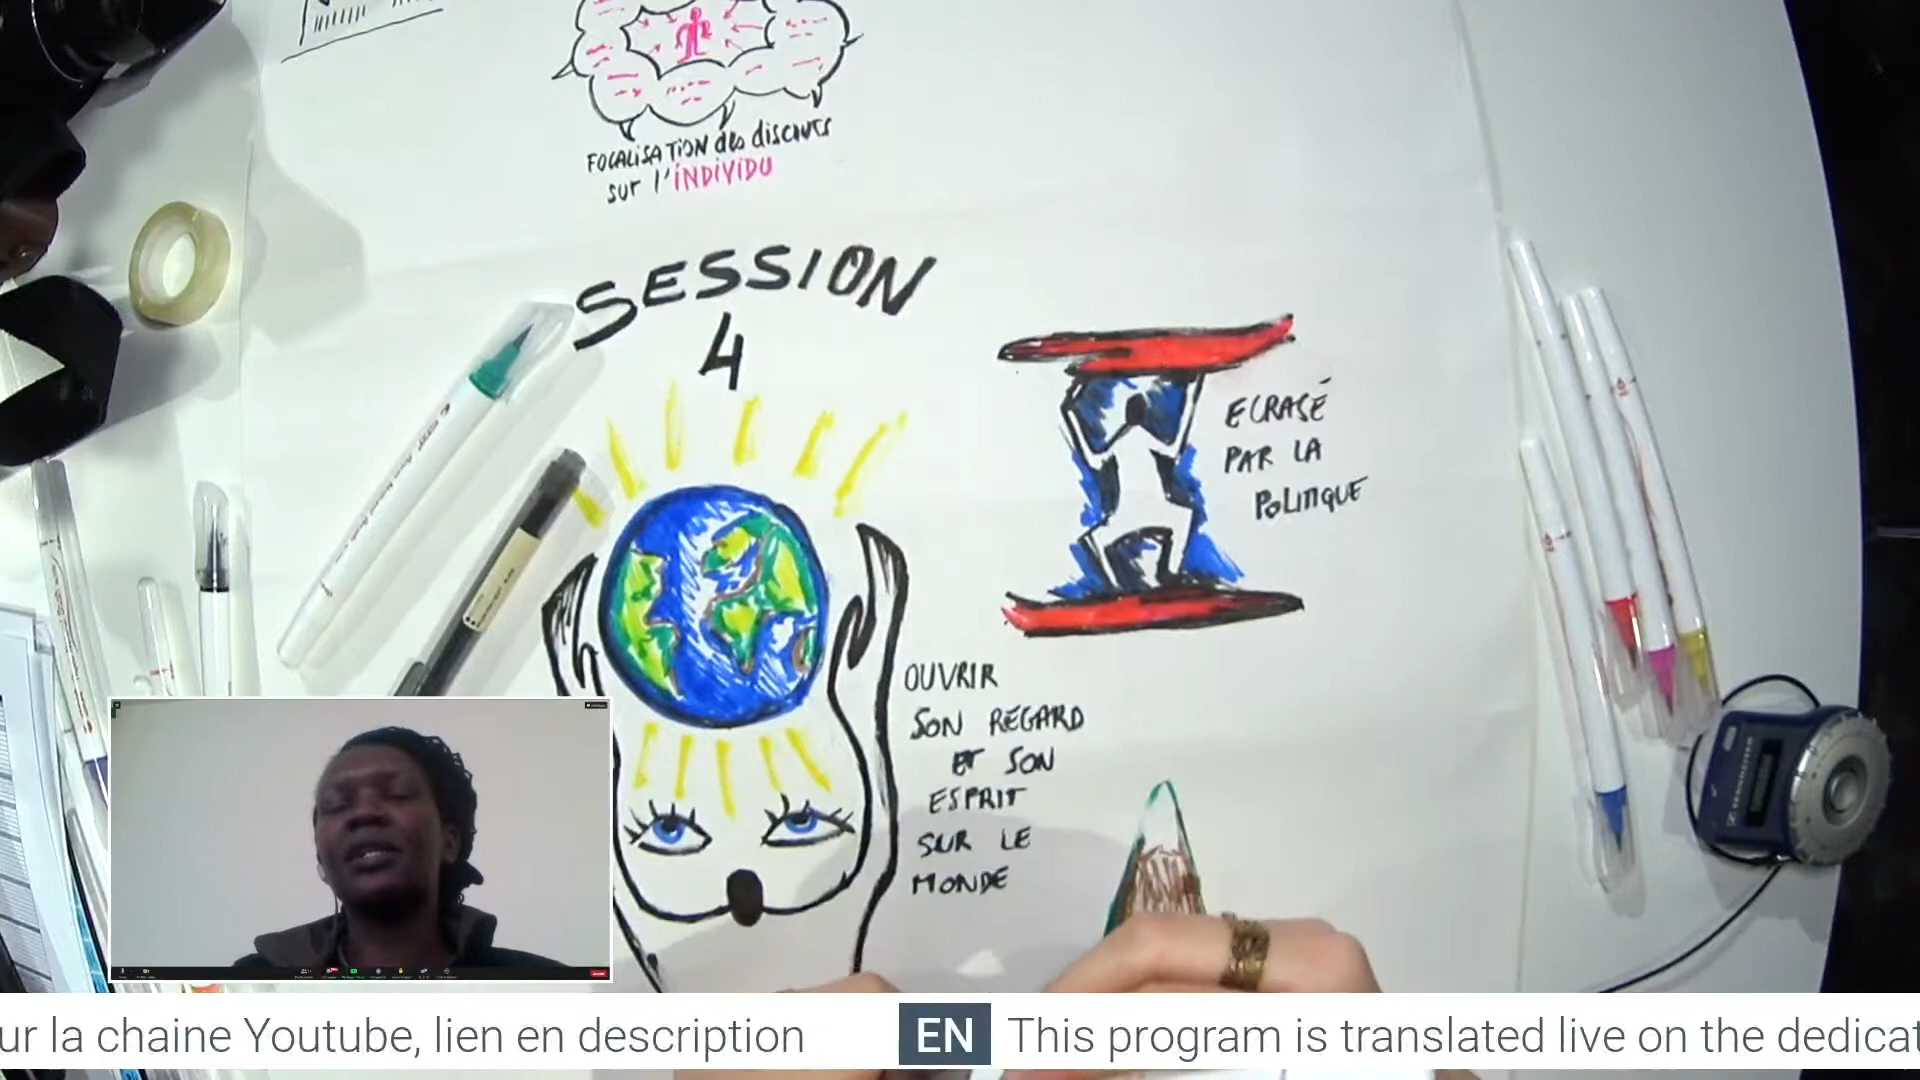 FOCALISATION des discours
sur l'INDIVIDU
SESSION
4
ECRASÉ
PAR LA
POLITIQUE
OUVRIR
SON REGARD
ET SON
ESPRIT
SUR LE
MONDE
ur la chaine Youtube, lien en description
EN This program is translated live on the dedicat